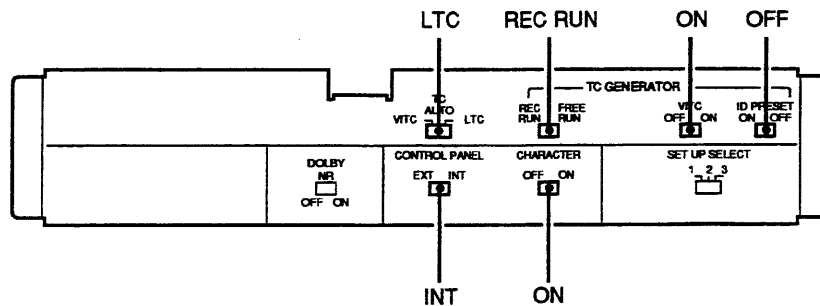 LTC REC RUN ON OFF
TC GENERATOR
TC
AUTO
VITC LTC
REC RUN FREE RUN
VITC
OFF ON
ID PRESET
ON OFF
DOLBY
NR
OFF ON
CONTROL PANEL
EXT INT
CHARACTER
OFF ON
SET UP SELECT
1 2 3
INT ON